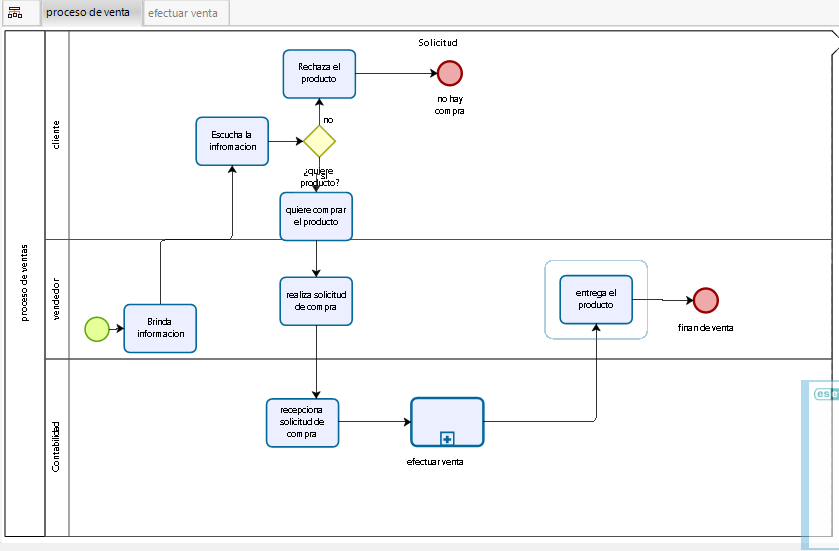 proceso de venta
efectuar venta
Solicitud
Rechaza el
producto
no hay
compra
no
cliente
Escucha la
infromacion
¿quiere
si
producto?
quiere comprar
el producto
proceso de ventas
vendedor
realiza solicitud
de compra
entrega el
producto
Brinda
informacion
finan de venta
Contabilidad
recepciona
solicitud de
compra
efectuar venta